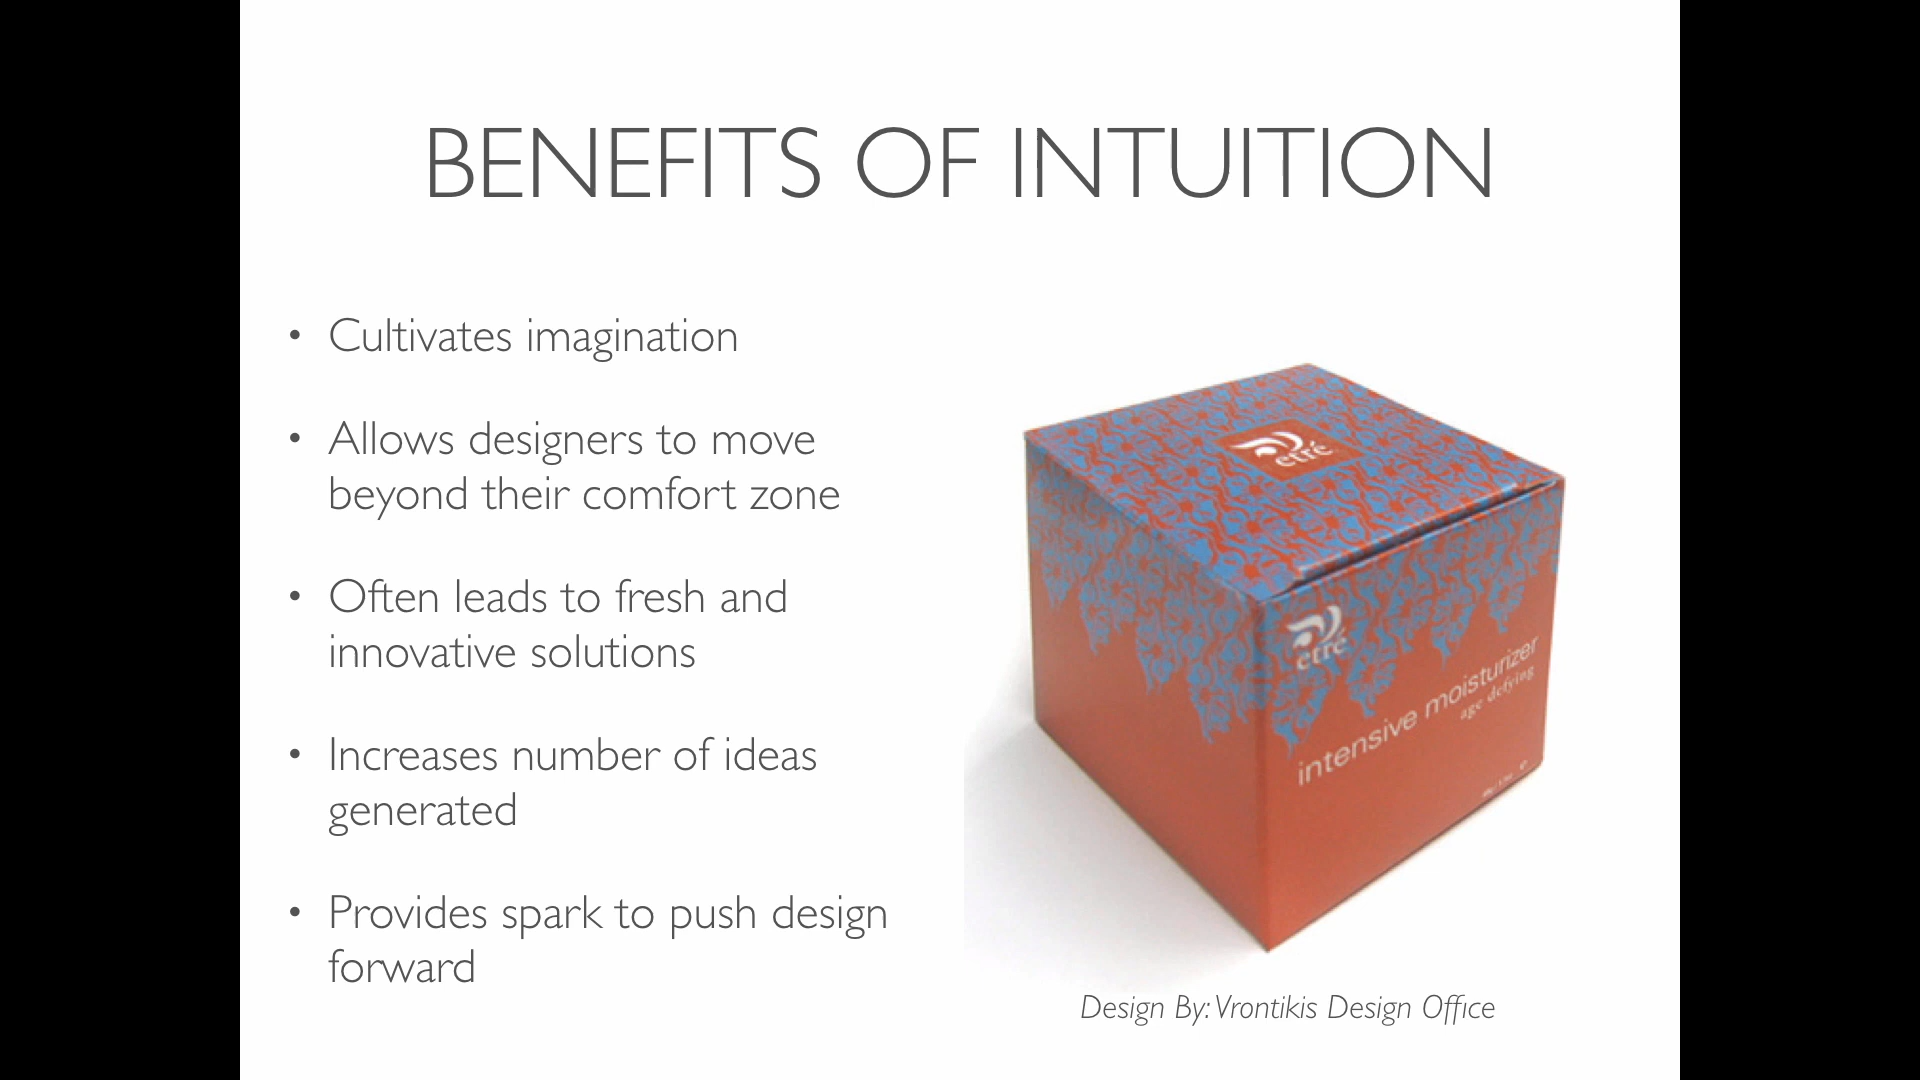 BENEFITS OF INTUITION
• Cultivates imagination
• Allows designers to move
beyond their comfort zone
• Often leads to fresh and
innovative solutions
• Increases number of ideas
generated
• Provides spark to push design
forward
etré
etré
intensive moisturizer
age defying
Design By: Vrontikis Design Office